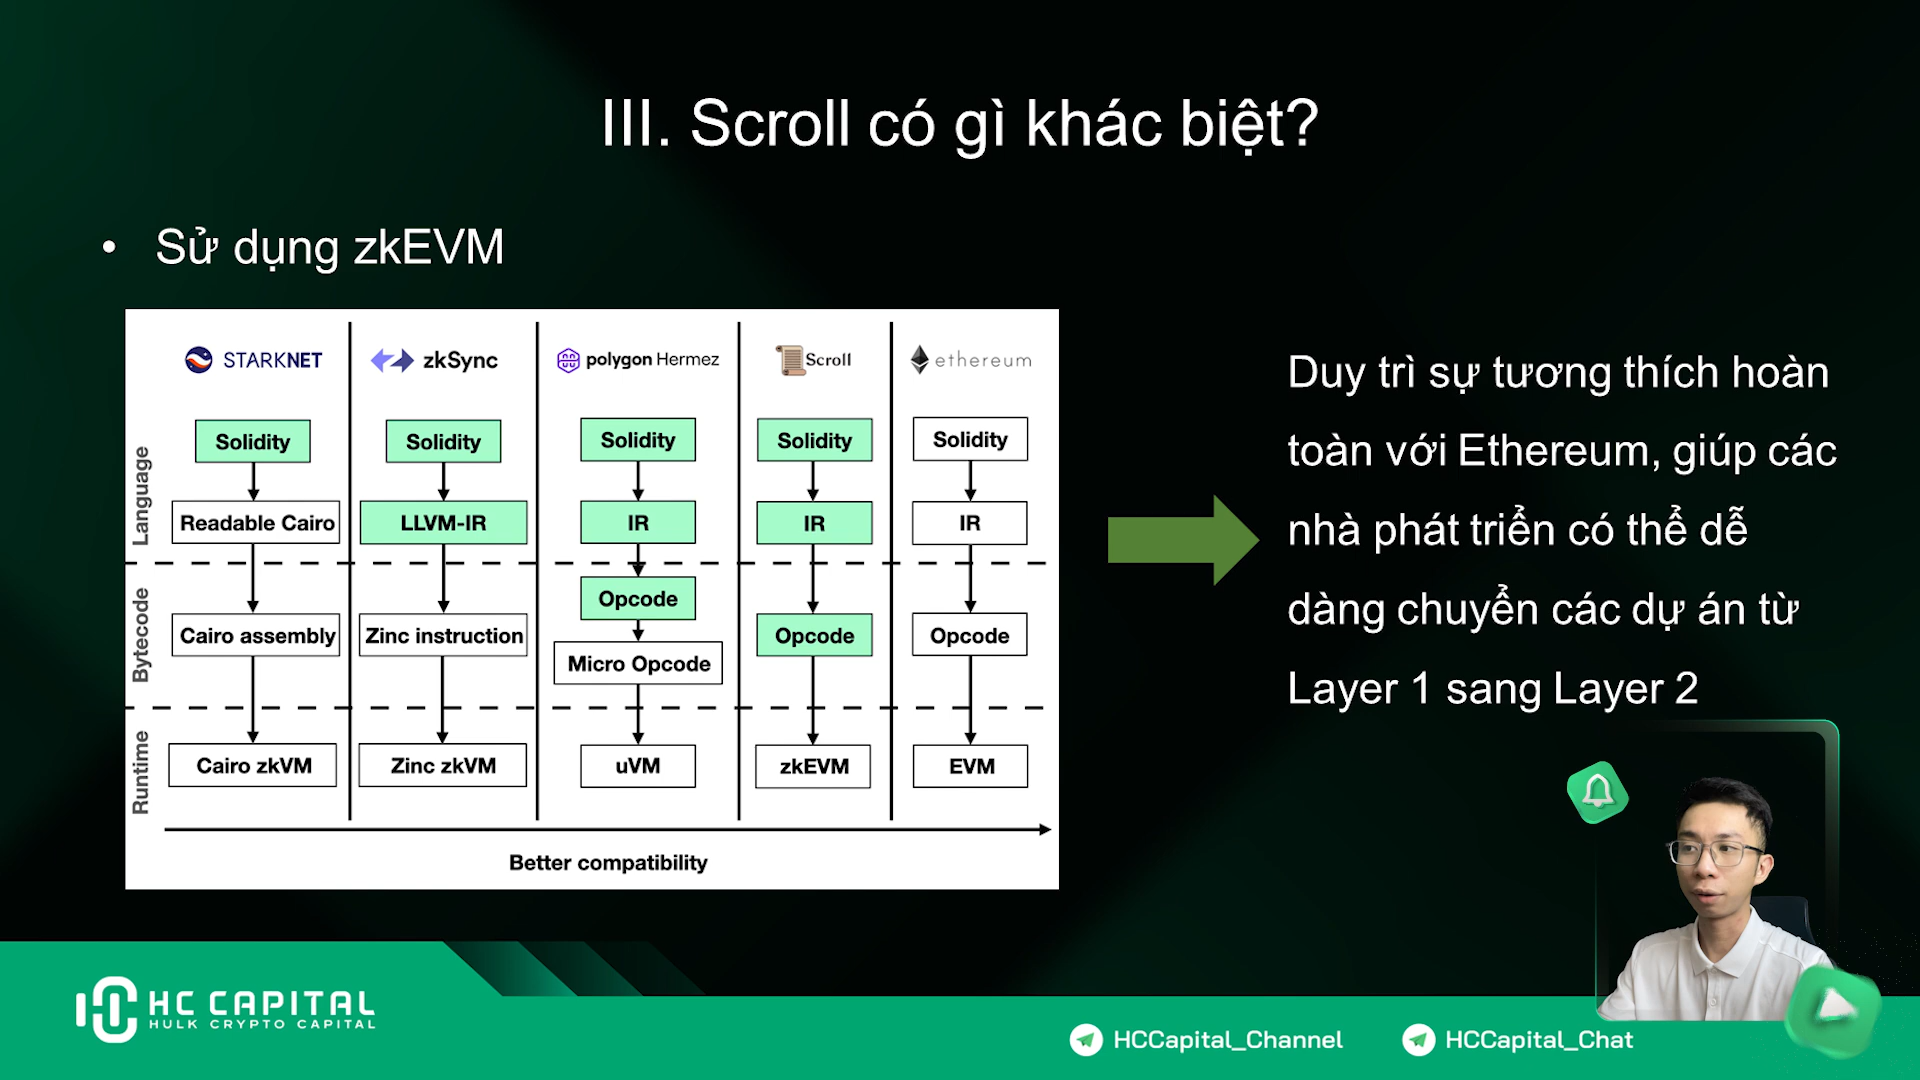 III. Scroll có gì khác biệt?
• Sử dụng zkEVM
STARKNET
zkSync
polygon Hermez
Scroll
ethereum
Language
Solidity
Solidity
Solidity
Solidity
Solidity
Readable Cairo
LLVM-IR
IR
IR
IR
Bytecode
Opcode
Cairo assembly
Zinc instruction
Micro Opcode
Opcode
Opcode
Runtime
Cairo zkVM
Zinc zkVM
uVM
zkEVM
EVM
Better compatibility
Duy trì sự tương thích hoàn
toàn với Ethereum, giúp các
nhà phát triển có thể dễ
dàng chuyển các dự án từ
Layer 1 sang Layer 2
HC CAPITAL
HULK CRYPTO CAPITAL
HCCapital_Channel
HCCapital_Chat